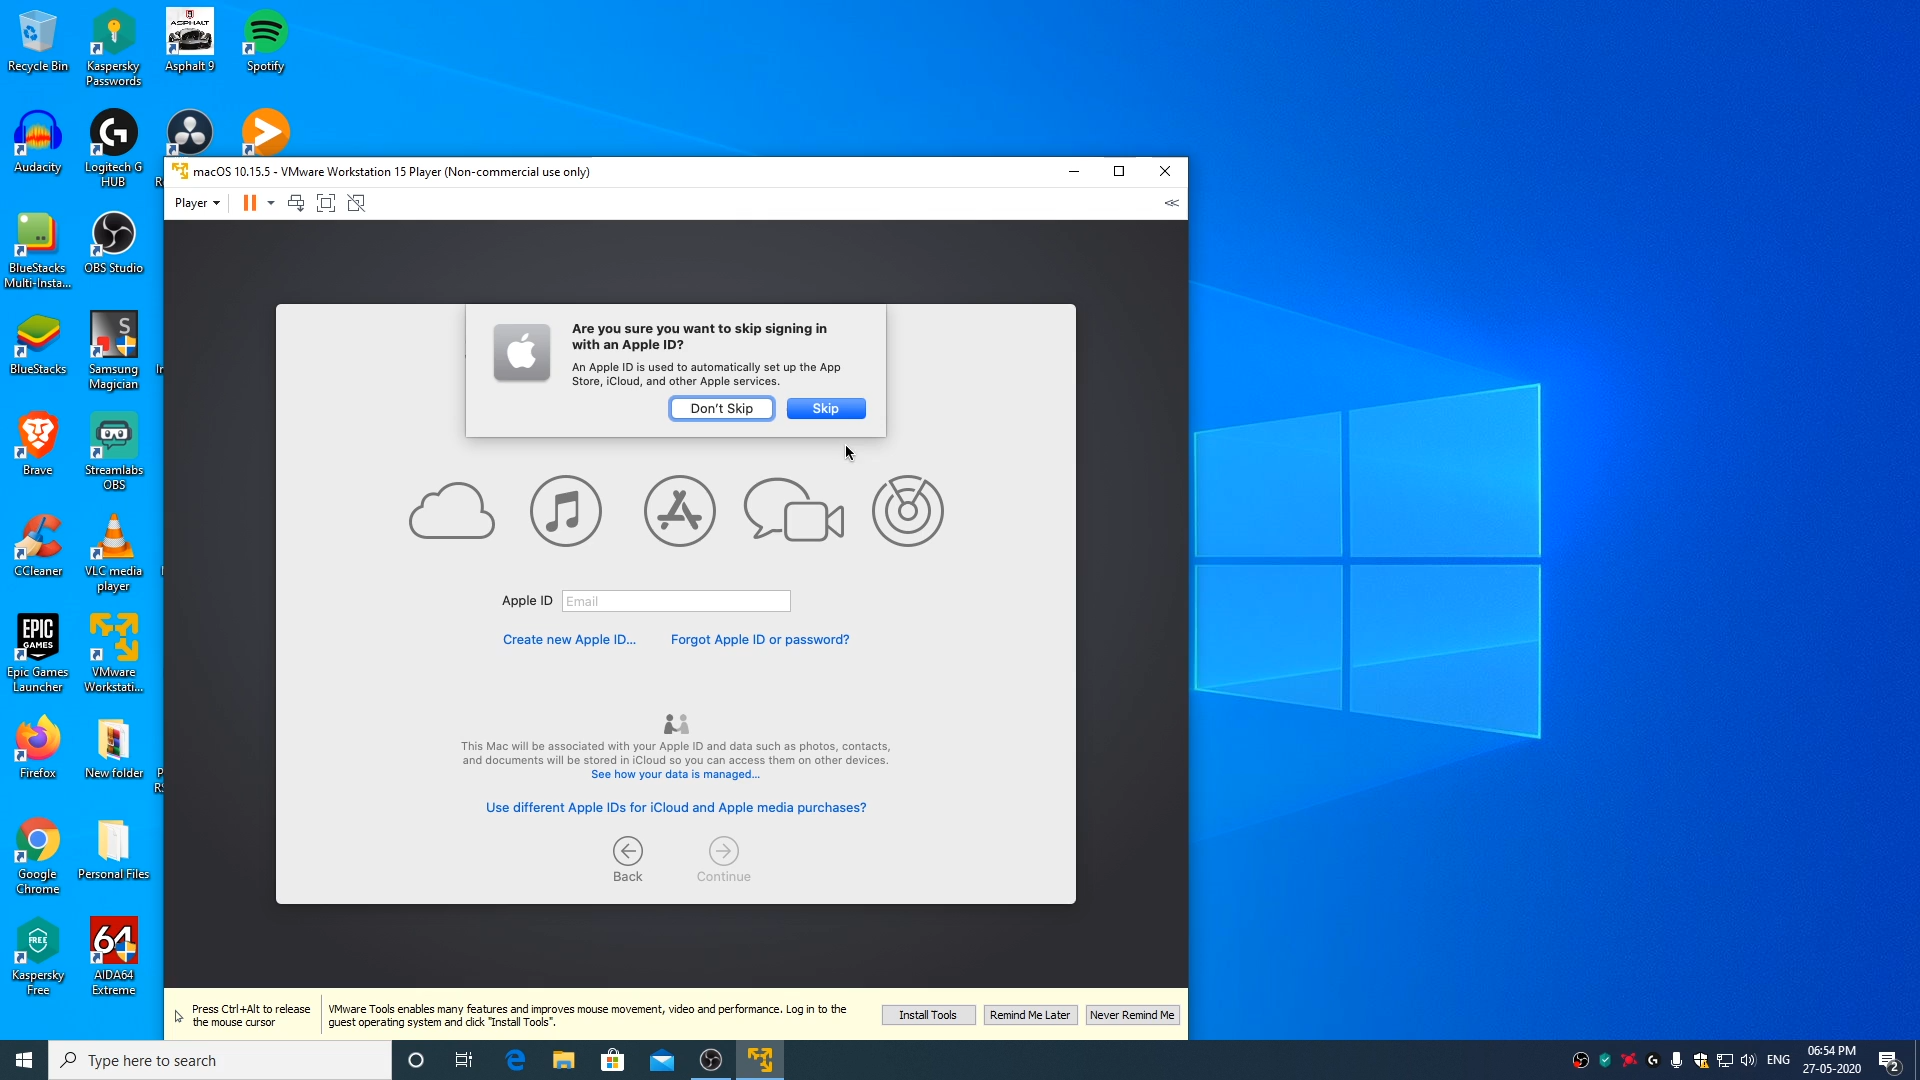 Recycle Bin
Kaspersky
Passwords
ASPHALT
Asphalt 9
Spotify
Audacity
Logitech G
HUB
BlueStacks
Multi-Insta...
OBS Studio
BlueStacks
S
Samsung
Magician
Brave
Streamlabs
OBS
CCleaner
VLC media
player
EPIC
GAMES
Epic Games
Launcher
VMware
Workstati...
Firefox
New folder
Google
Chrome
Personal Files
FREE
Kaspersky
Free
64
AIDA64
Extreme
macOS 10.15.5 - VMware Workstation 15 Player (Non-commercial use only)
Player
Are you sure you want to skip signing in
with an Apple ID?
An Apple ID is used to automatically set up the App
Store, iCloud, and other Apple services.
Don't Skip
Skip
Apple ID
Email
Create new Apple ID...
Forgot Apple ID or password?
This Mac will be associated with your Apple ID and data such as photos, contacts,
and documents will be stored in iCloud so you can access them on other devices.
See how your data is managed...
Use different Apple IDs for iCloud and Apple media purchases?
Back
Continue
Press Ctrl+Alt to release
the mouse cursor
VMware Tools enables many features and improves mouse movement, video and performance. Log in to the
guest operating system and click "Install Tools".
Install Tools
Remind Me Later
Never Remind Me
Type here to search
ENG
06:54 PM
27-05-2020
2